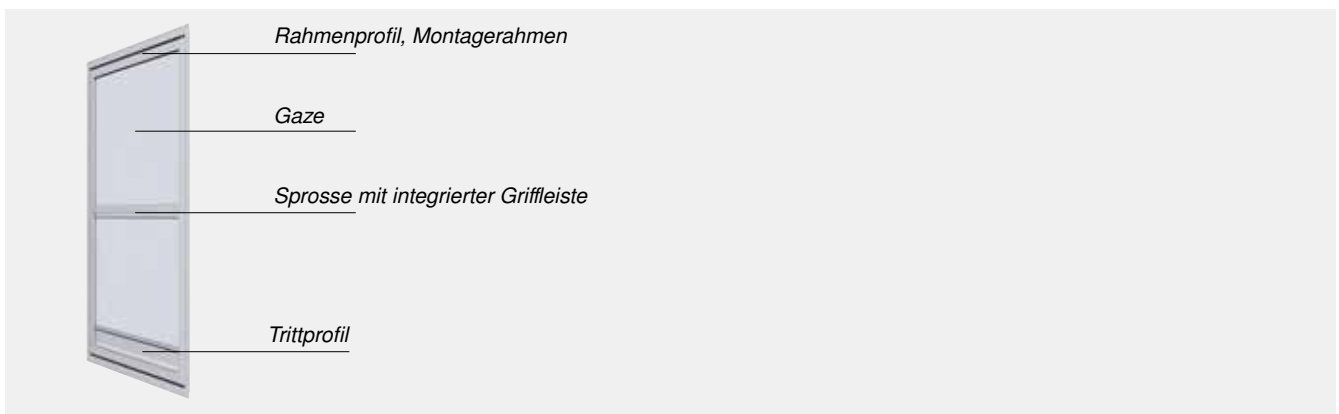 Rahmenprofil, Montagerahmen
Gaze
Sprosse mit integrierter Griffleiste
Trittprofil